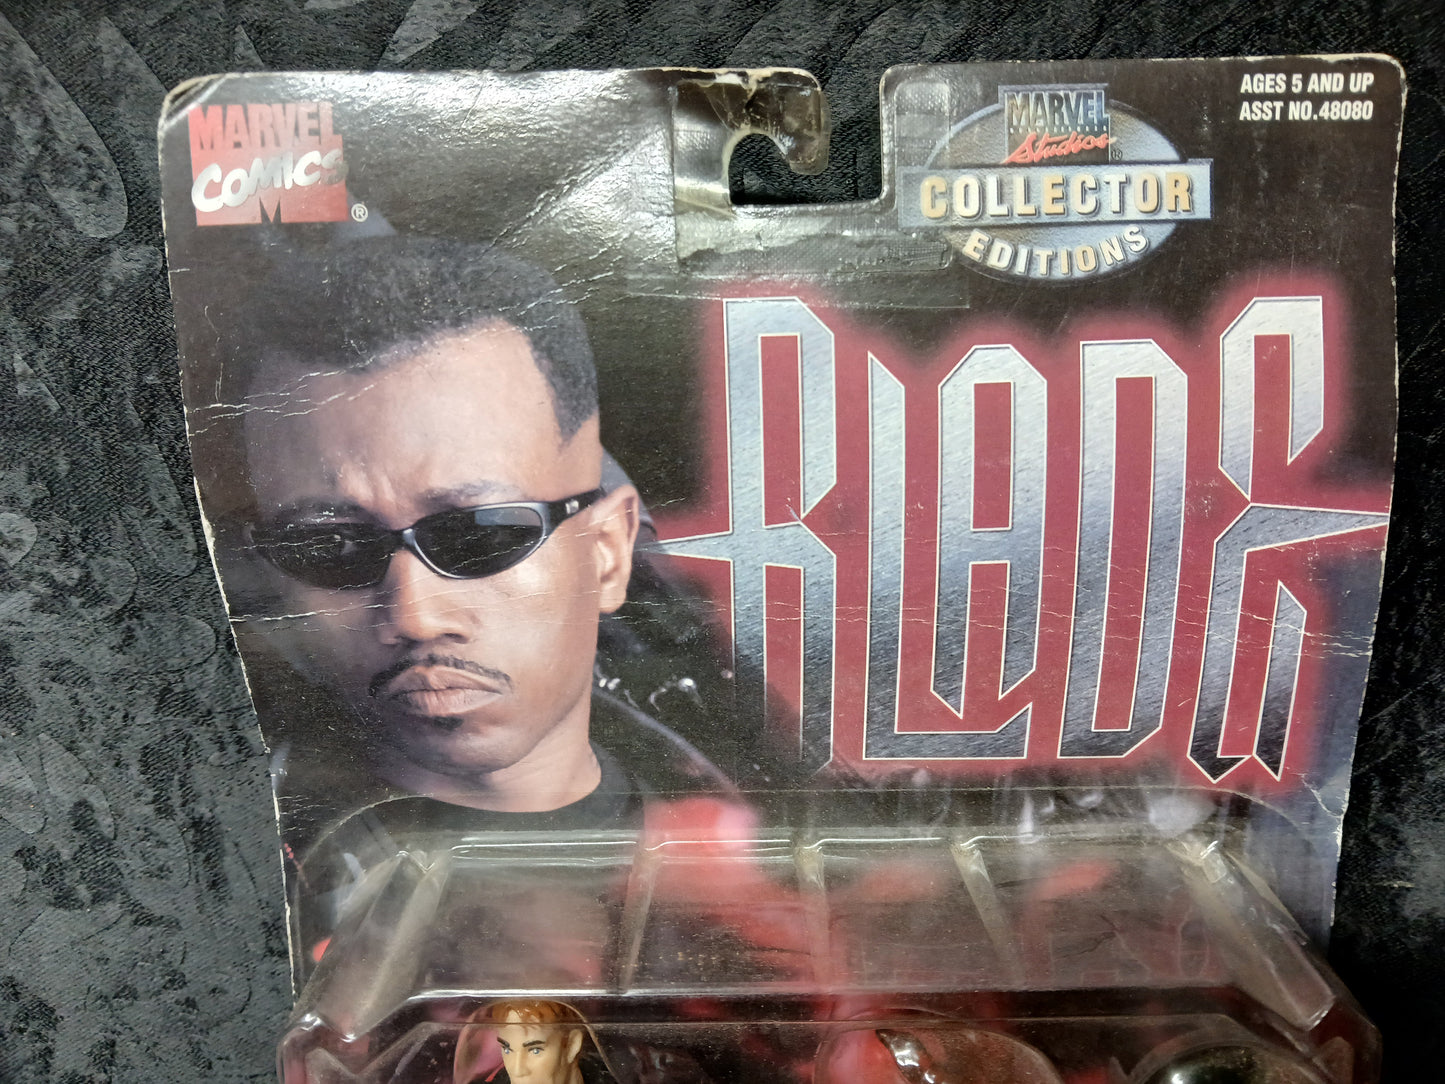 MARVEL
COMICS
M
®
MARVEL
Studios ®
COLLECTOR
EDITIONS
AGES 5 AND UP
ASST NO. 48080
BLADE